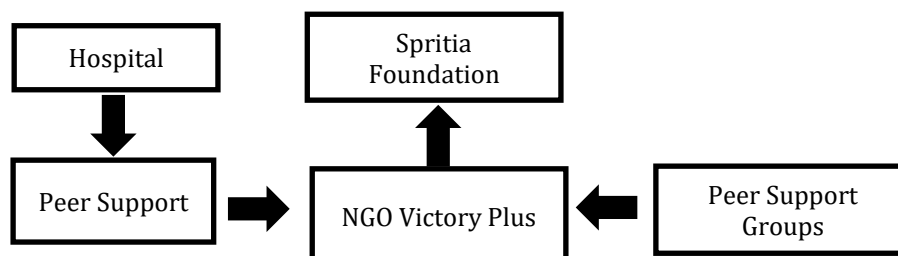 Hospital
Spritia
Foundation
Peer Support
NGO Victory Plus
Peer Support
Groups